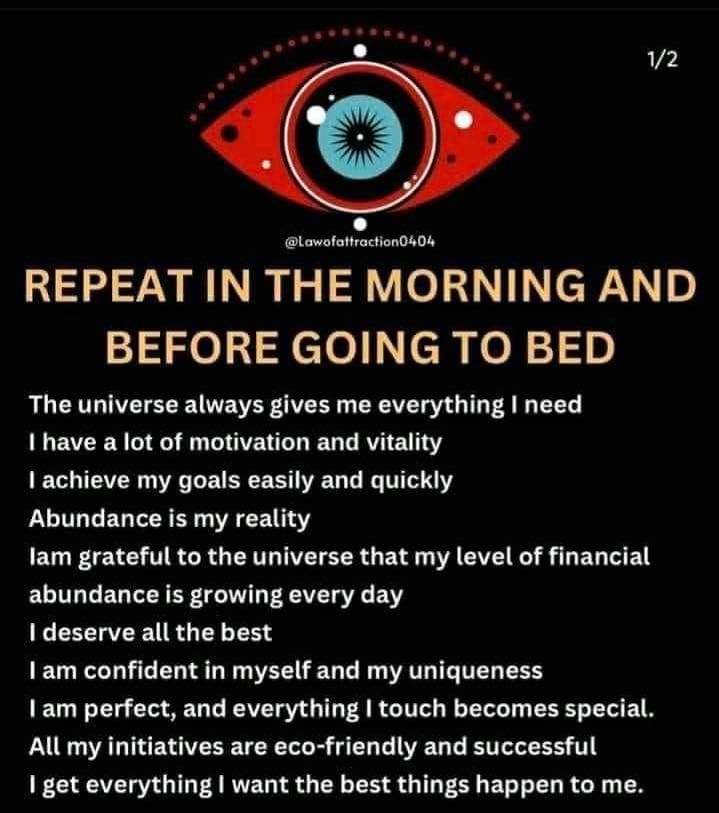 1/2
@Lawofattraction0404
REPEAT IN THE MORNING AND
BEFORE GOING TO BED
The universe always gives me everything I need
I have a lot of motivation and vitality
I achieve my goals easily and quickly
Abundance is my reality
Iam grateful to the universe that my level of financial
abundance is growing every day
I deserve all the best
I am confident in myself and my uniqueness
I am perfect, and everything I touch becomes special.
All my initiatives are eco-friendly and successful
I get everything I want the best things happen to me.